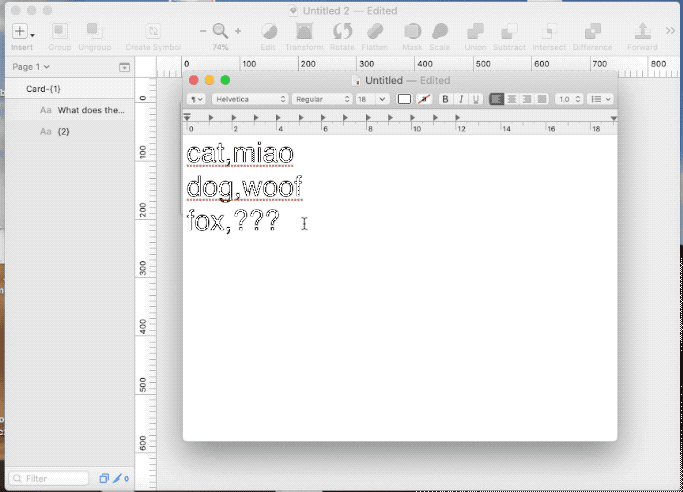 Untitled 2 — Edited
Insert Group Ungroup Create Symbol 74% Edit Transform Rotate Flatten Mask Scale Union Subtract Intersect Difference Forward
Page 1
0 100 200 300 400 500 600 700 800
Card-{1}
Aa What does the...
Aa {2}
Untitled — Edited
¶ Helvetica Regular 18 a B I U 1.0
0 2 4 6 8 10 12 14 16 18
cat,miao
dog,woof
fox,???
0
100
200
300
400
500
600
Filter 0